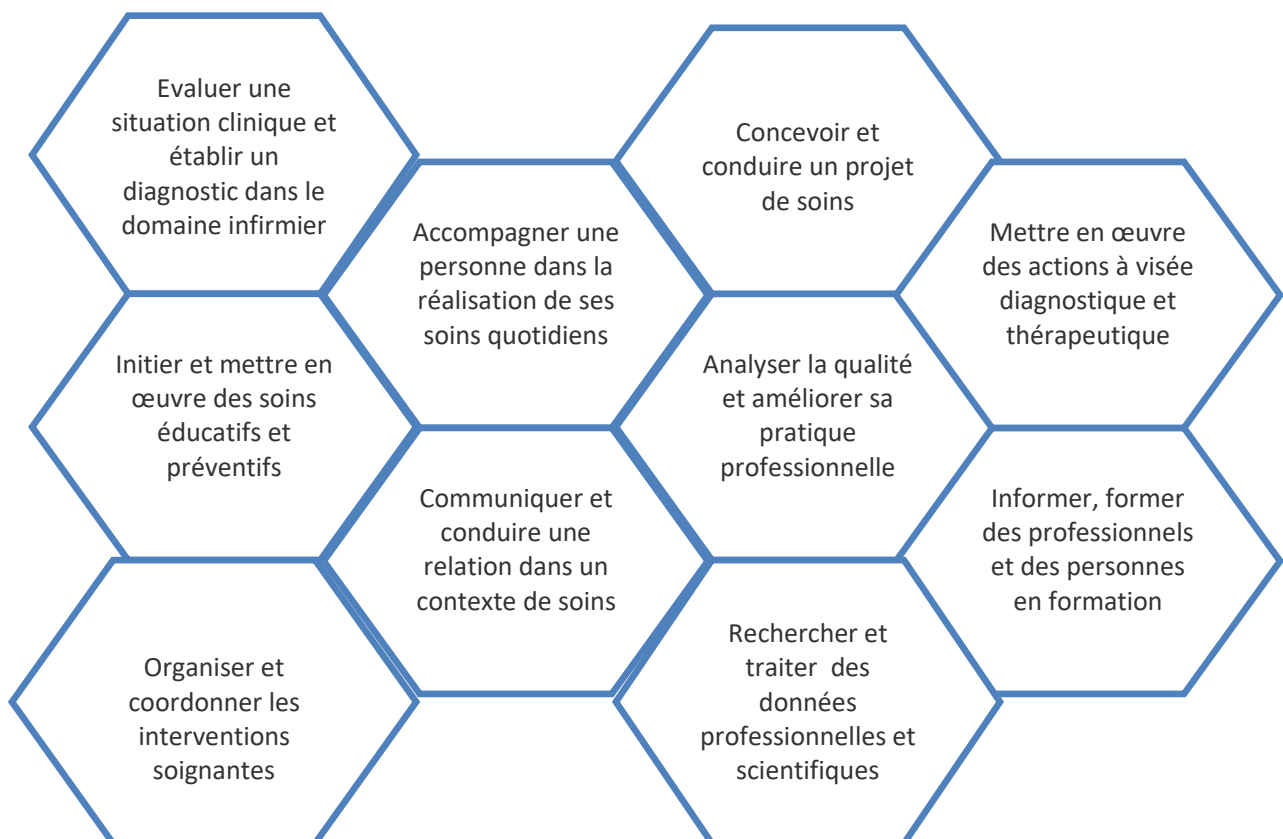 Evaluer une
situation clinique et
établir un
diagnostic dans le
domaine infirmier
Concevoir et
conduire un projet
de soins
Accompagner une
personne dans la
réalisation de ses
soins quotidiens
Mettre en œuvre
des actions à visée
diagnostique et
thérapeutique
Initier et mettre en
œuvre des soins
éducatifs et
préventifs
Analyser la qualité
et améliorer sa
pratique
professionnelle
Communiquer et
conduire une
relation dans un
contexte de soins
Informer, former
des professionnels
et des personnes
en formation
Organiser et
coordonner les
interventions
soignantes
Rechercher et
traiter  des
données
professionnelles et
scientifiques